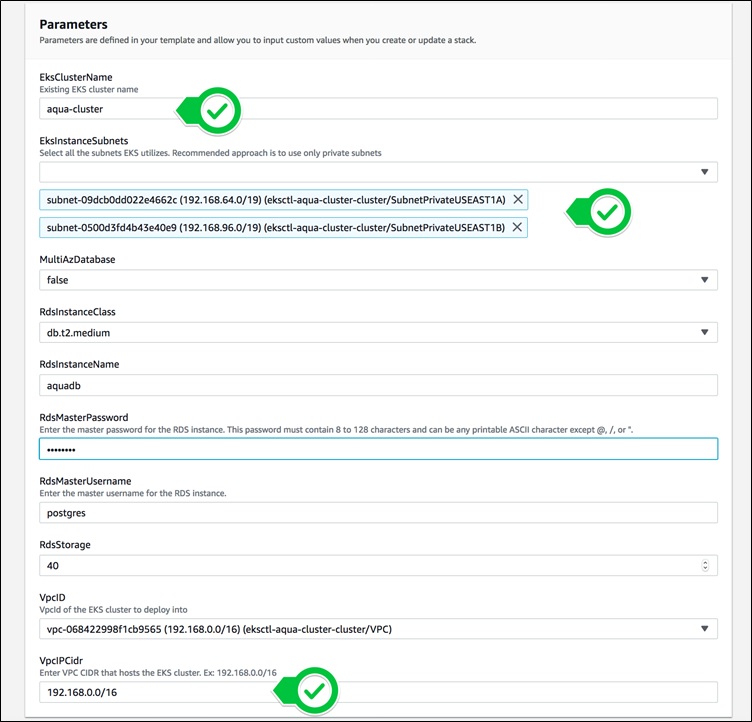 Parameters
Parameters are defined in your template and allow you to input custom values when you create or update a stack.
EksClusterName
Existing EKS cluster name
aqua-cluster
EksInstanceSubnets
Select all the subnets EKS utilizes. Recommended approach is to use only private subnets
subnet-09dcb0dd022e4662c (192.168.64.0/19) (eksctl-aqua-cluster-cluster/SubnetPrivateUSEAST1A)
subnet-0500d3fd4b43e40e9 (192.168.96.0/19) (eksctl-aqua-cluster-cluster/SubnetPrivateUSEAST1B)
MultiAzDatabase
false
RdsInstanceClass
db.t2.medium
RdsInstanceName
aquadb
RdsMasterPassword
Enter the master password for the RDS instance. This password must contain 8 to 128 characters and can be any printable ASCII character except @, /, or ".
••••••••
RdsMasterUsername
Enter the master username for the RDS instance.
postgres
RdsStorage
40
VpcID
VpcId of the EKS cluster to deploy into
vpc-068422998f1cb9565 (192.168.0.0/16) (eksctl-aqua-cluster-cluster/VPC)
VpcIPCidr
Enter VPC CIDR that hosts the EKS cluster. Ex: 192.168.0.0/16
192.168.0.0/16